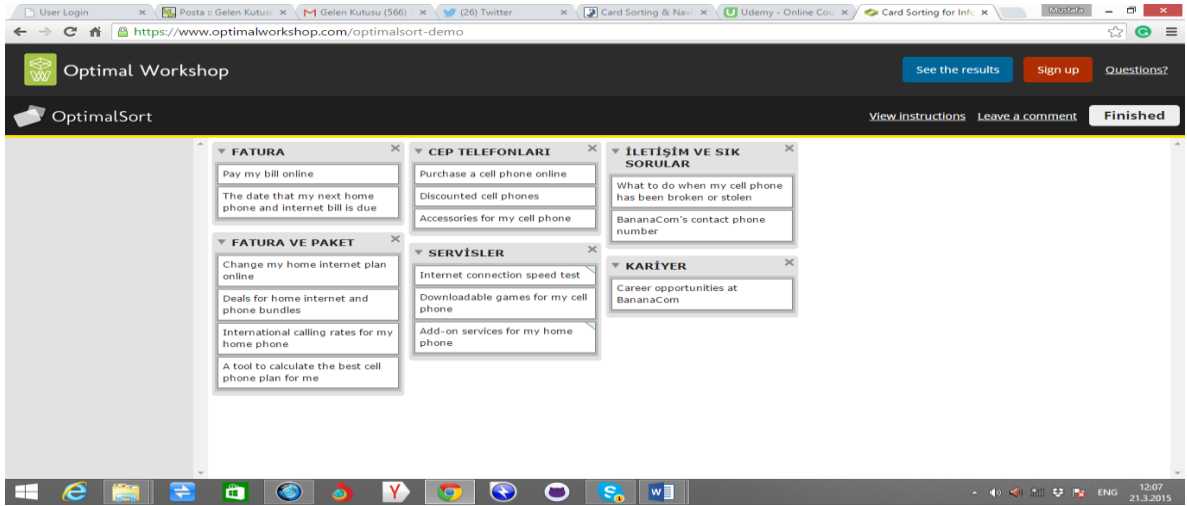 User Login
Posta :: Gelen Kutusu
Gelen Kutusu (566) -
(26) Twitter
Card Sorting & Navi
Udemy - Online Cou
Card Sorting for Info
Mustafa
https://www.optimalworkshop.com/optimalsort-demo
Optimal Workshop
See the results
Sign up
Questions?
OptimalSort
View instructions
Leave a comment
Finished
FATURA
Pay my bill online
The date that my next home
phone and internet bill is due
FATURA VE PAKET
Change my home internet plan
online
Deals for home internet and
phone bundles
International calling rates for my
home phone
A tool to calculate the best cell
phone plan for me
CEP TELEFONLARI
Purchase a cell phone online
Discounted cell phones
Accessories for my cell phone
SERVİSLER
Internet connection speed test
Downloadable games for my cell
phone
Add-on services for my home
phone
İLETİŞİM VE SIK
SORULAR
What to do when my cell phone
has been broken or stolen
BananaCom's contact phone
number
KARİYER
Career opportunities at
BananaCom
ENG
12:07
21.3.2015